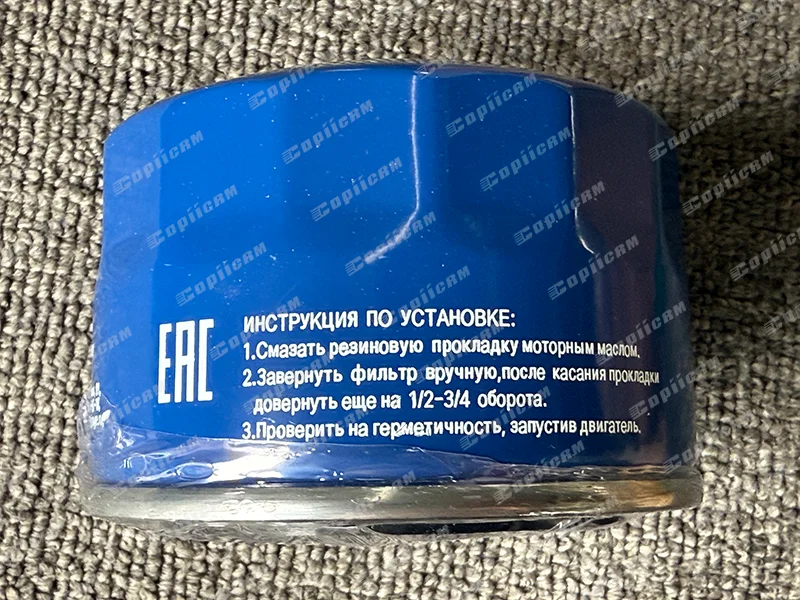 EAC
ИНСТРУКЦИЯ ПО УСТАНОВКЕ:
1.Смазать резиновую прокладку моторным маслом.
2.Завернуть фильтр вручную,после касания прокладки
довернуть еще на 1/2-3/4 оборота.
3.Проверить на герметичность, запустив двигатель.
CopiicAM